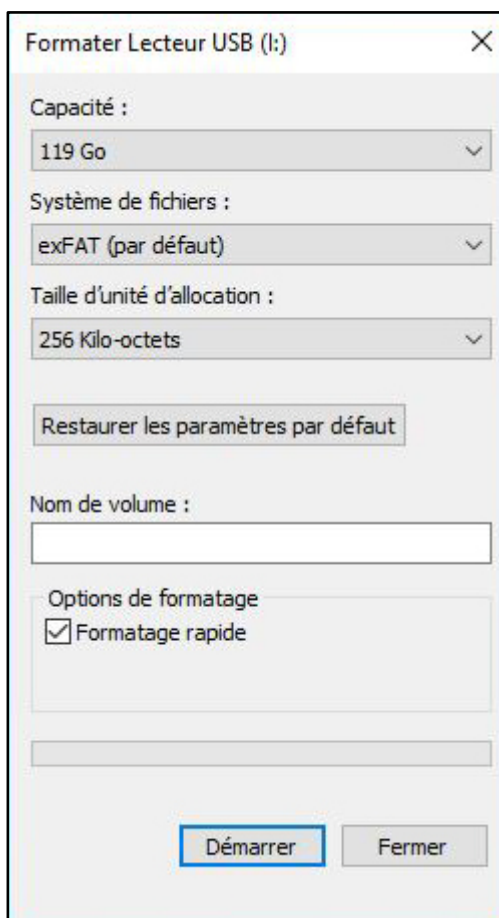 Formater Lecteur USB (I:)
Capacité :
119 Go
Système de fichiers :
exFAT (par défaut)
Taille d'unité d'allocation :
256 Kilo-octets
Restaurer les paramètres par défaut
Nom de volume :
Options de formatage
Formatage rapide
Démarrer
Fermer